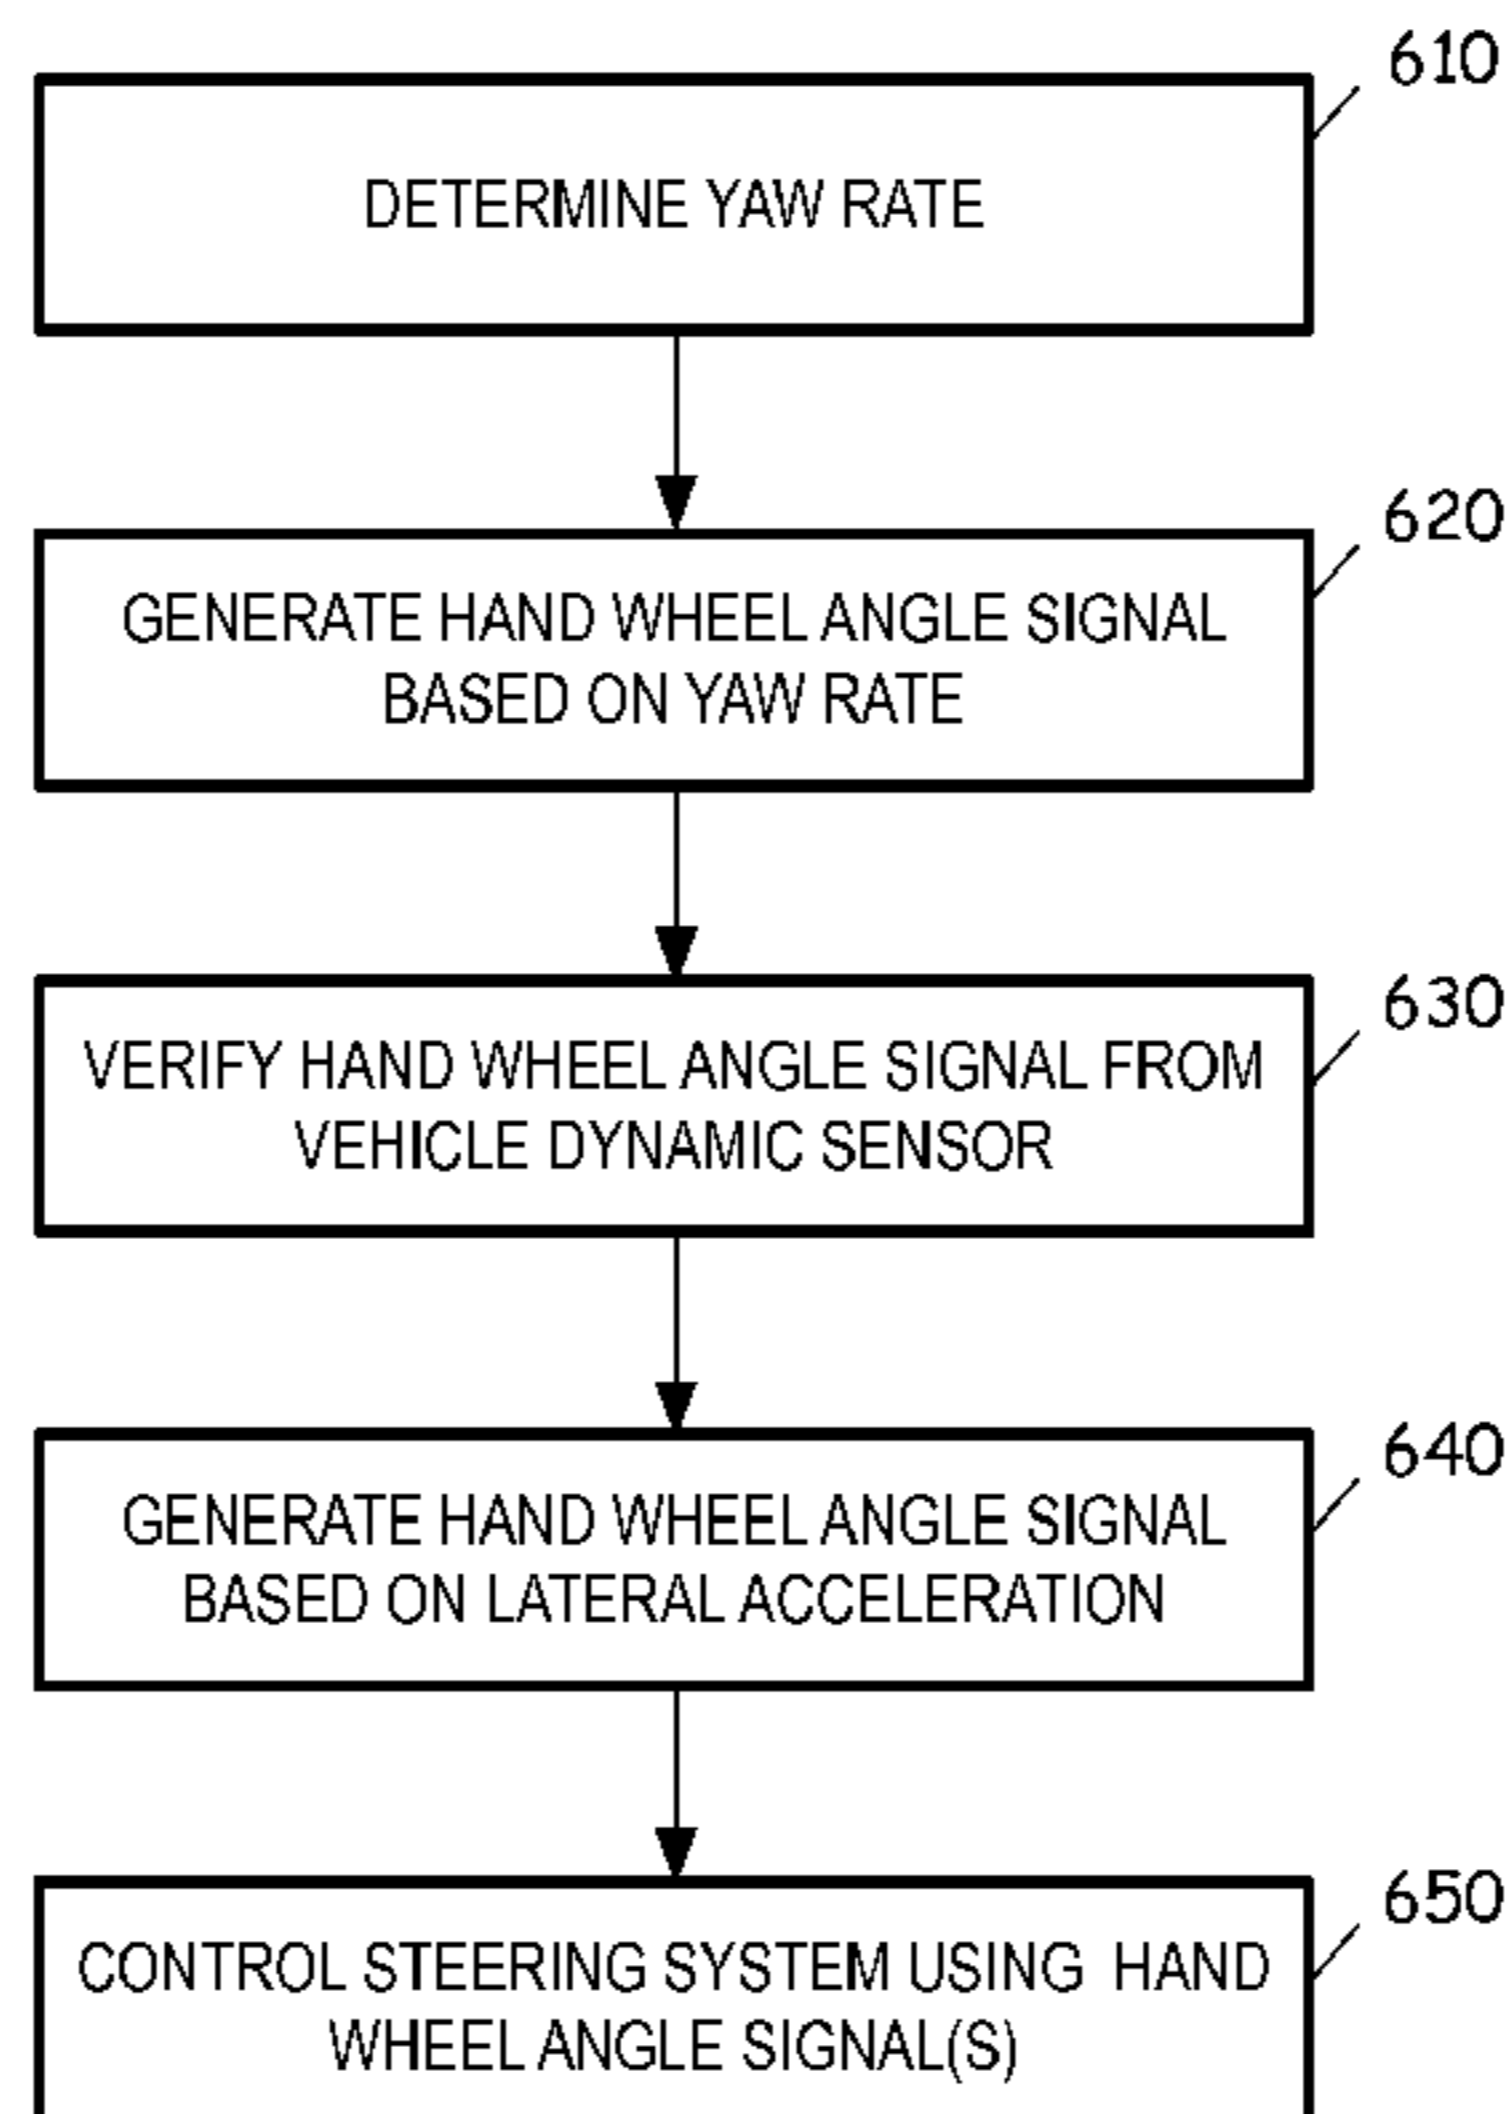 610
DETERMINE YAW RATE
620
GENERATE HAND WHEEL ANGLE SIGNAL
BASED ON YAW RATE
630
VERIFY HAND WHEEL ANGLE SIGNAL FROM
VEHICLE DYNAMIC SENSOR
640
GENERATE HAND WHEEL ANGLE SIGNAL
BASED ON LATERAL ACCELERATION
650
CONTROL STEERING SYSTEM USING HAND
WHEEL ANGLE SIGNAL(S)